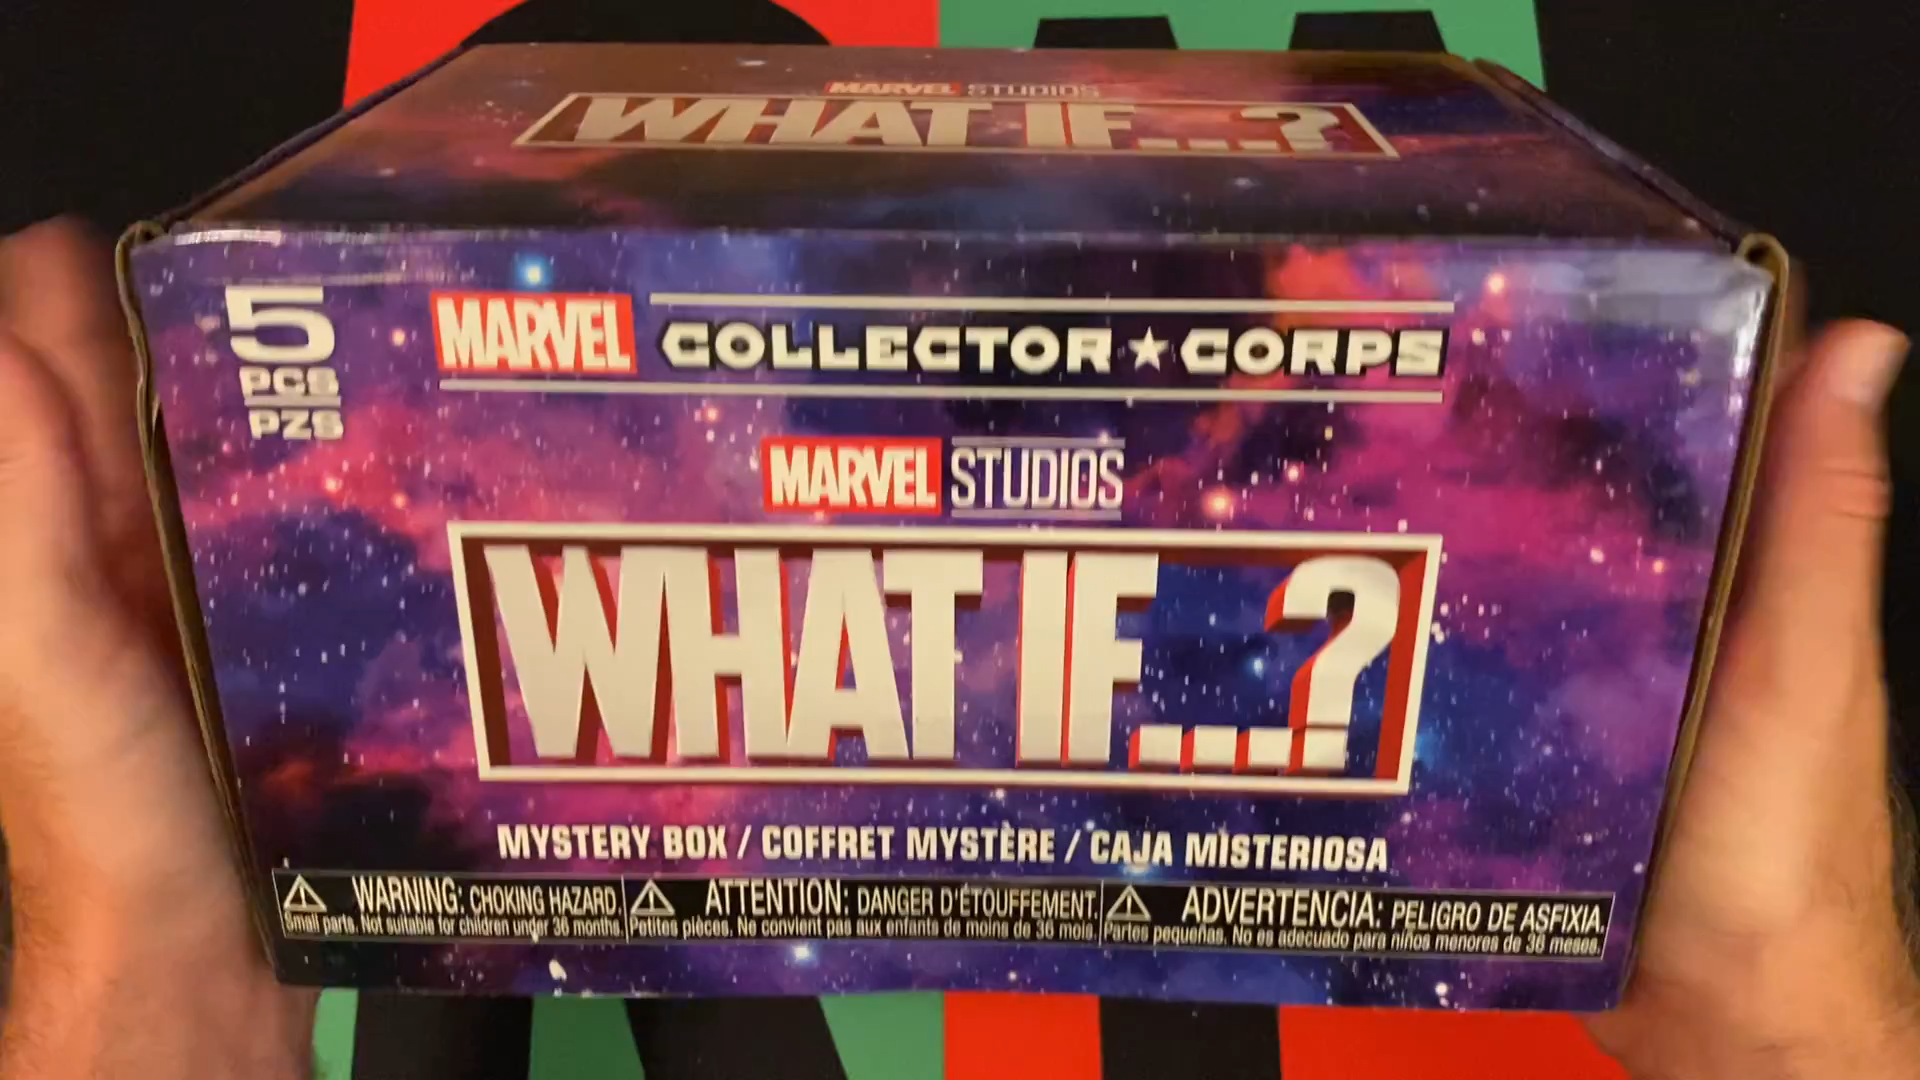 MARVEL STUDIOS
WHAT IF...?
5
PCS
PZS
MARVEL COLLECTOR★CORPS
MARVEL STUDIOS
WHAT IF...?
MYSTERY BOX / COFFRET MYSTÈRE / CAJA MISTERIOSA
WARNING: CHOKING HAZARD.
Small parts. Not suitable for children under 36 months.
ATTENTION: DANGER D'ÉTOUFFEMENT.
Petites pièces. Ne convient pas aux enfants de moins de 36 mois.
ADVERTENCIA: PELIGRO DE ASFIXIA.
Partes pequeñas. No es adecuado para niños menores de 36 meses.